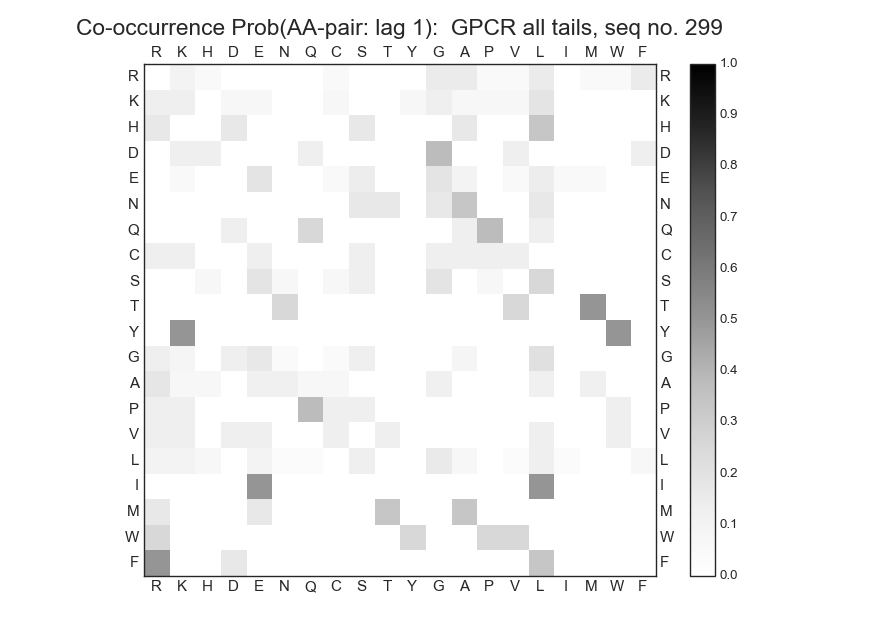 Co-occurrence Prob(AA-pair: lag 1):  GPCR all tails, seq no. 299
R K H D E N Q C S T Y G A P V L I M W F
R R 1.0
K K 0.9
H H
D D 0.8
E E
N N 0.7
Q Q
C C 0.6
S S
T T 0.5
Y Y
G G 0.4
A A
P P 0.3
V V
L L 0.2
I I
M M 0.1
W W
F F 0.0
R K H D E N Q C S T Y G A P V L I M W F